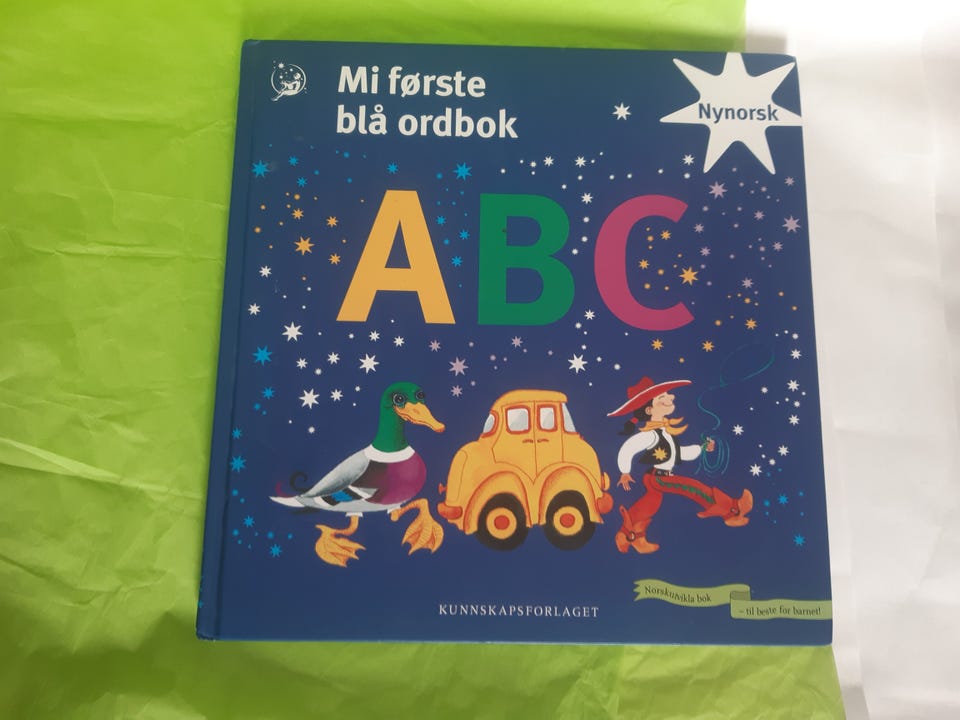 Mi første
blå ordbok
Nynorsk
ABC
Norskutvikla bok
– til beste for barnet!
KUNNSKAPSFORLAGET